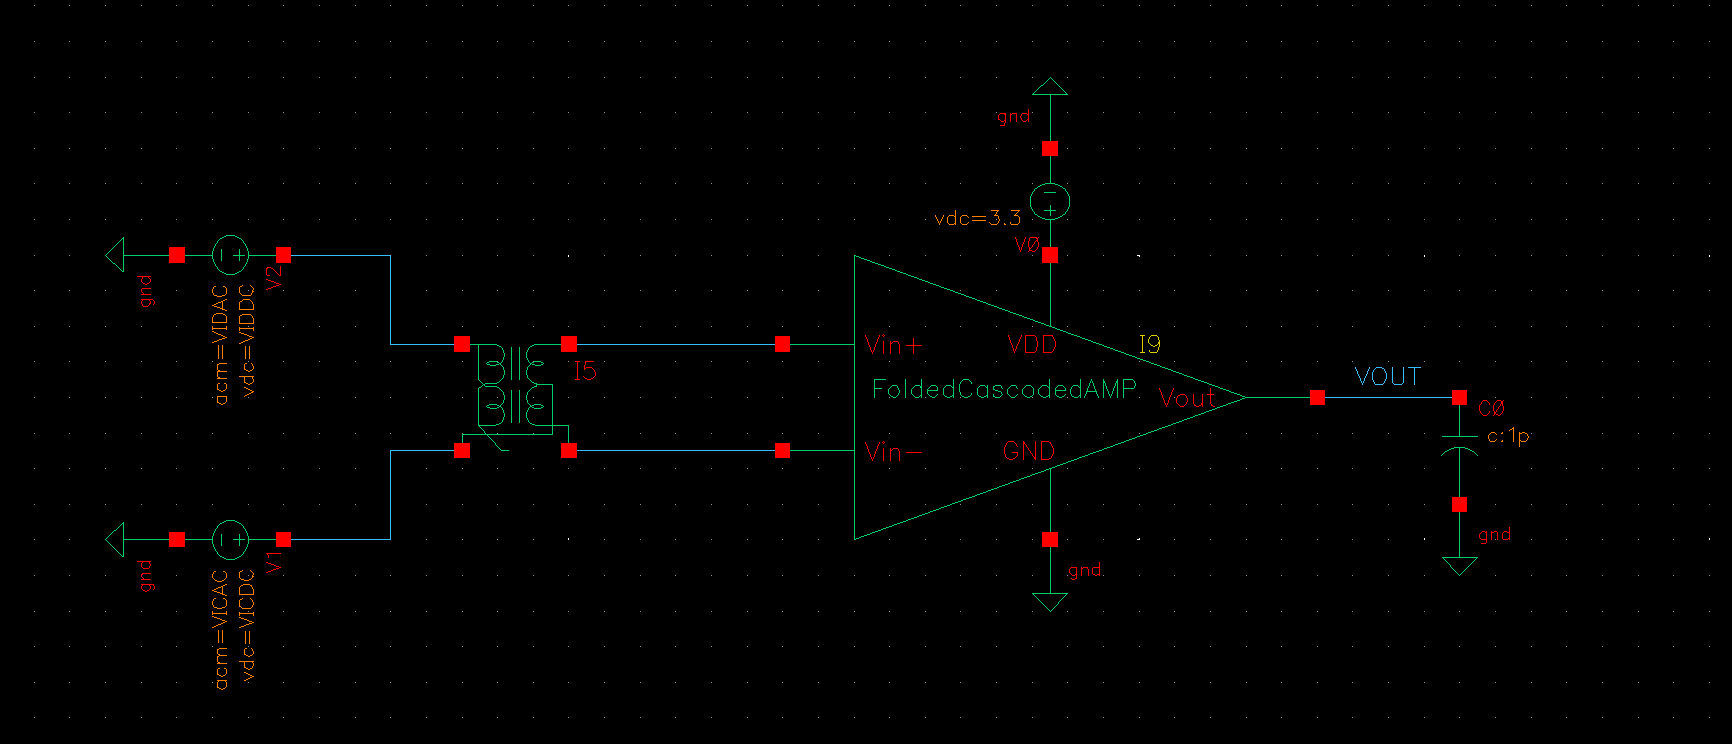 gnd
vdc=3.3
V0
gnd
V2
acm=VIDAC
vdc=VIDDC
I5
Vin+
VDD
I9
FoldedCascodedAMP
Vout
VOUT
C0
c:1p
Vin-
GND
gnd
gnd
gnd
V1
acm=VICAC
vdc=VICDC